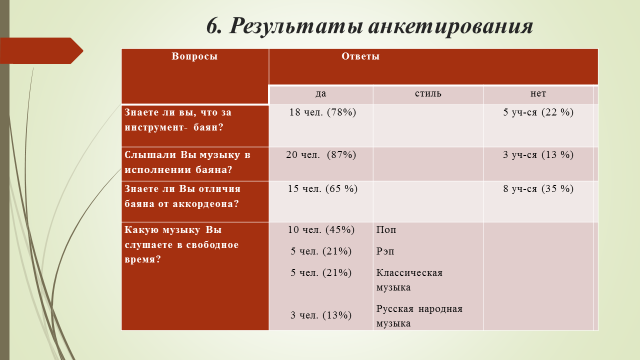 6. Результаты анкетирования
Вопросы Ответы
да стиль нет
Знаете ли вы, что за 18 чел. (78%) 5 уч-ся (22 %)
инструмент- баян?
Слышали Вы музыку в 20 чел. (87%) 3 уч-ся (13 %)
исполнении баяна?
Знаете ли Вы отличия 15 чел. (65 %) 8 уч-ся (35 %)
баяна от аккордеона?
Какую музыку Вы 10 чел. (45%) Поп
слушаете в свободное 5 чел. (21%) Рэп
время? 5 чел. (21%) Классическая
музыка
3 чел. (13%) Русская народная
музыка